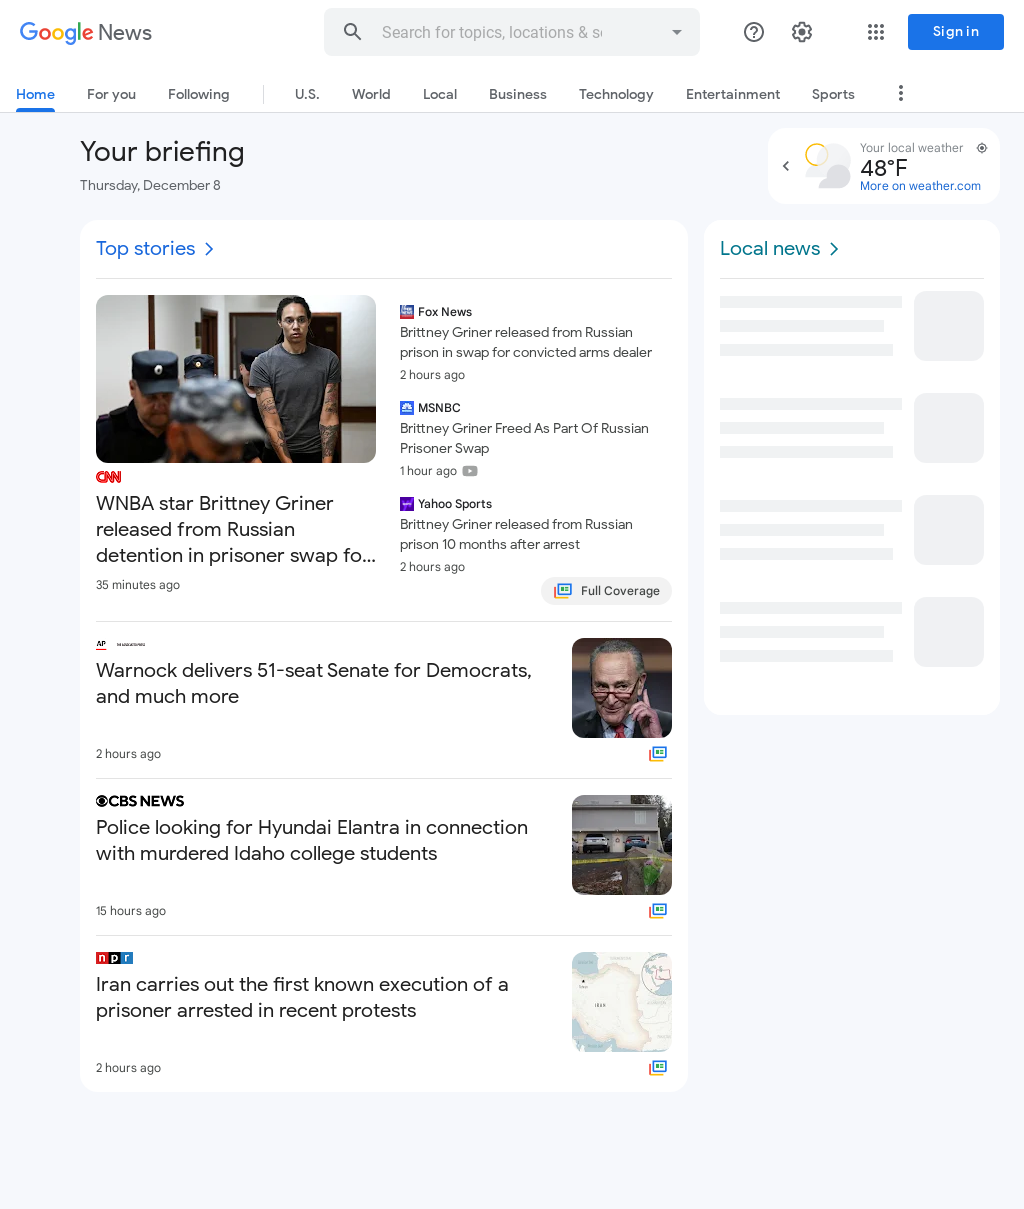 Google News
Search for topics, locations & s
Sign in
Home
For you
Following
U.S.
World
Local
Business
Technology
Entertainment
Sports
Your briefing
Thursday, December 8
Your local weather
48°F
More on weather.com
Top stories
Local news
CNN
WNBA star Brittney Griner
released from Russian
detention in prisoner swap fo...
35 minutes ago
Fox News
Brittney Griner released from Russian
prison in swap for convicted arms dealer
2 hours ago
MSNBC
Brittney Griner Freed As Part Of Russian
Prisoner Swap
1 hour ago
Yahoo Sports
Brittney Griner released from Russian
prison 10 months after arrest
2 hours ago
Full Coverage
AP
Warnock delivers 51-seat Senate for Democrats,
and much more
2 hours ago
CBS NEWS
Police looking for Hyundai Elantra in connection
with murdered Idaho college students
15 hours ago
npr
Iran carries out the first known execution of a
prisoner arrested in recent protests
IRAN
2 hours ago